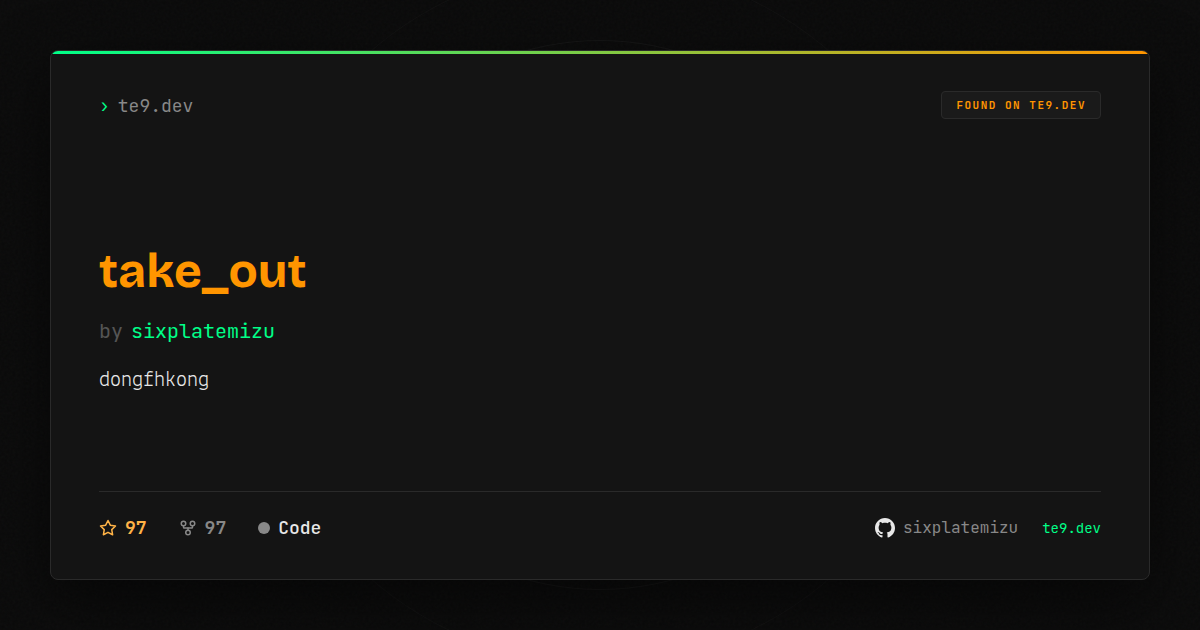 › te9.dev
FOUND ON TE9.DEV
take_out
by sixplatemizu
dongfhkong
97 97 Code
sixplatemizu te9.dev